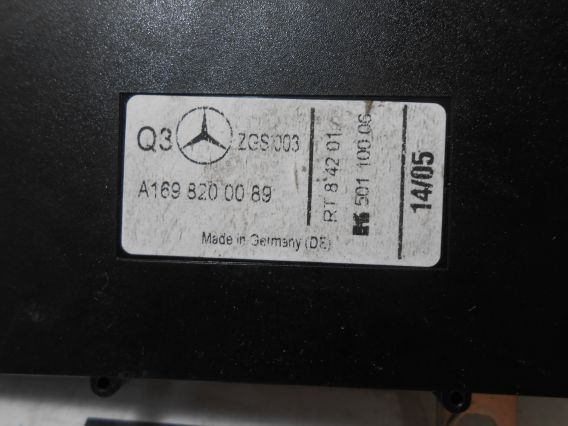 Q3 ZGS 003
A169 820 00 89
Made in Germany (DE)
RT 8 42 01
501 100 06
14/05